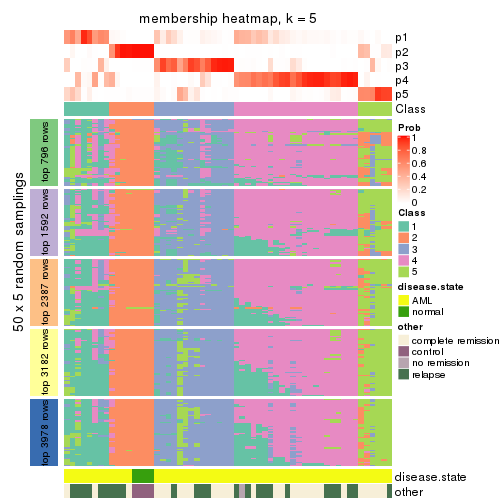 membership heatmap, k = 5
p1
p2
p3
p4
p5
Class
50 x 5 random samplings
top 796 rows
top 1592 rows
top 2387 rows
top 3182 rows
top 3978 rows
disease.state
other
Prob
1
0.8
0.6
0.4
0.2
0
Class
1
2
3
4
5
disease.state
AML
normal
other
complete remission
control
no remission
relapse